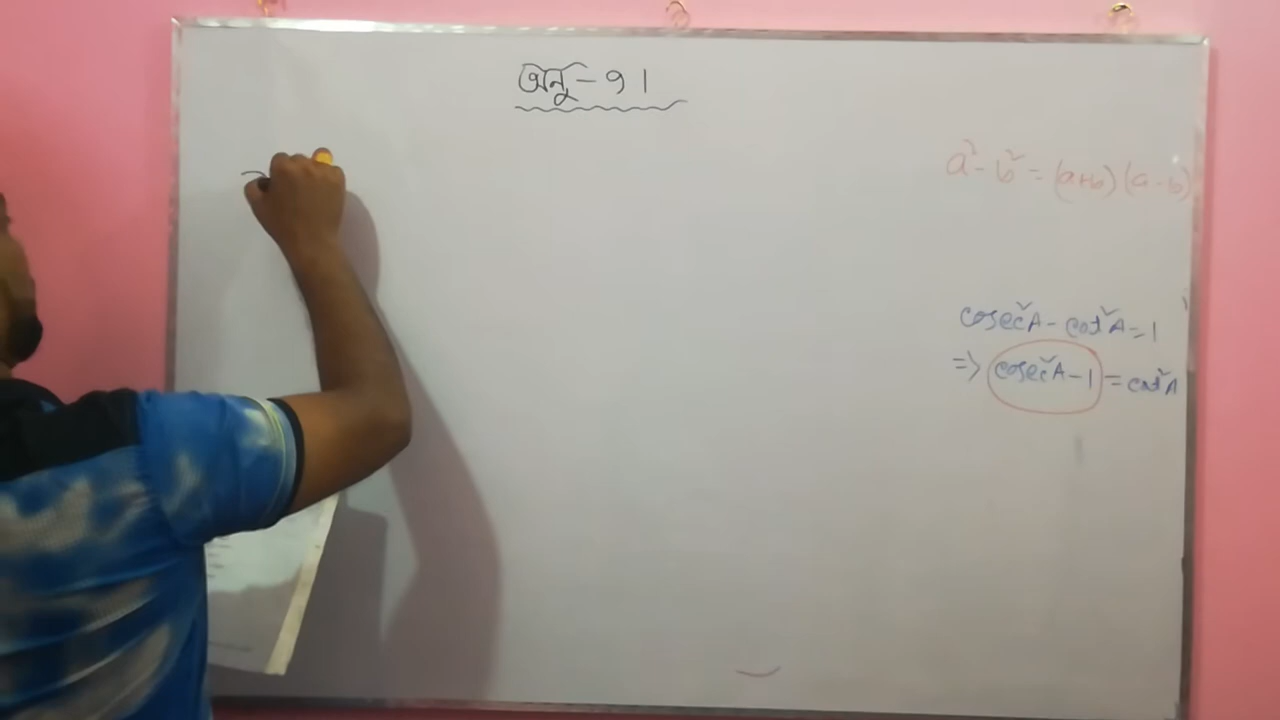 অনু - ৭।
a² - b² = (a+b) (a-b)
cosec²A - cot²A = 1
=> cosec²A - 1 = cot²A